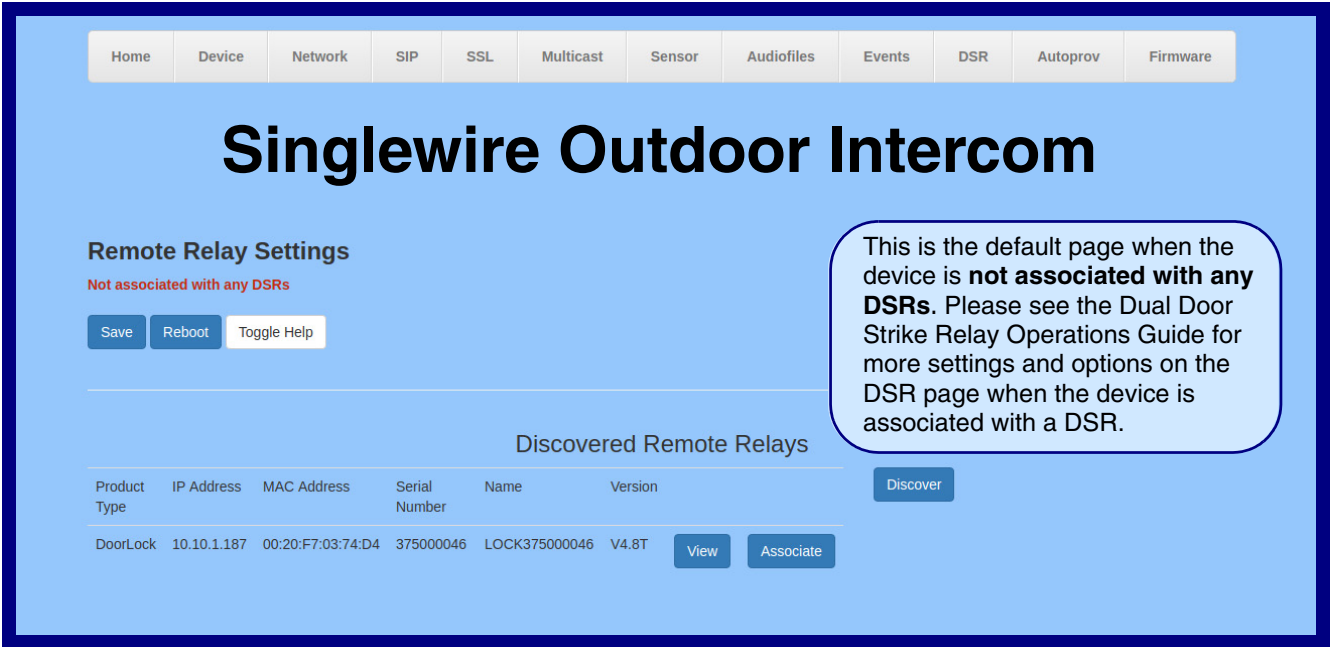 Home Device Network SIP SSL Multicast Sensor Audiofiles Events DSR Autoprov Firmware
Singlewire Outdoor Intercom
Remote Relay Settings
Not associated with any DSRs
Save Reboot Toggle Help
This is the default page when the
device is not associated with any
DSRs. Please see the Dual Door
Strike Relay Operations Guide for
more settings and options on the
DSR page when the device is
associated with a DSR.
Discovered Remote Relays
Product Type IP Address MAC Address Serial Number Name Version
Discover
DoorLock 10.10.1.187 00:20:F7:03:74:D4 375000046 LOCK375000046 V4.8T View Associate